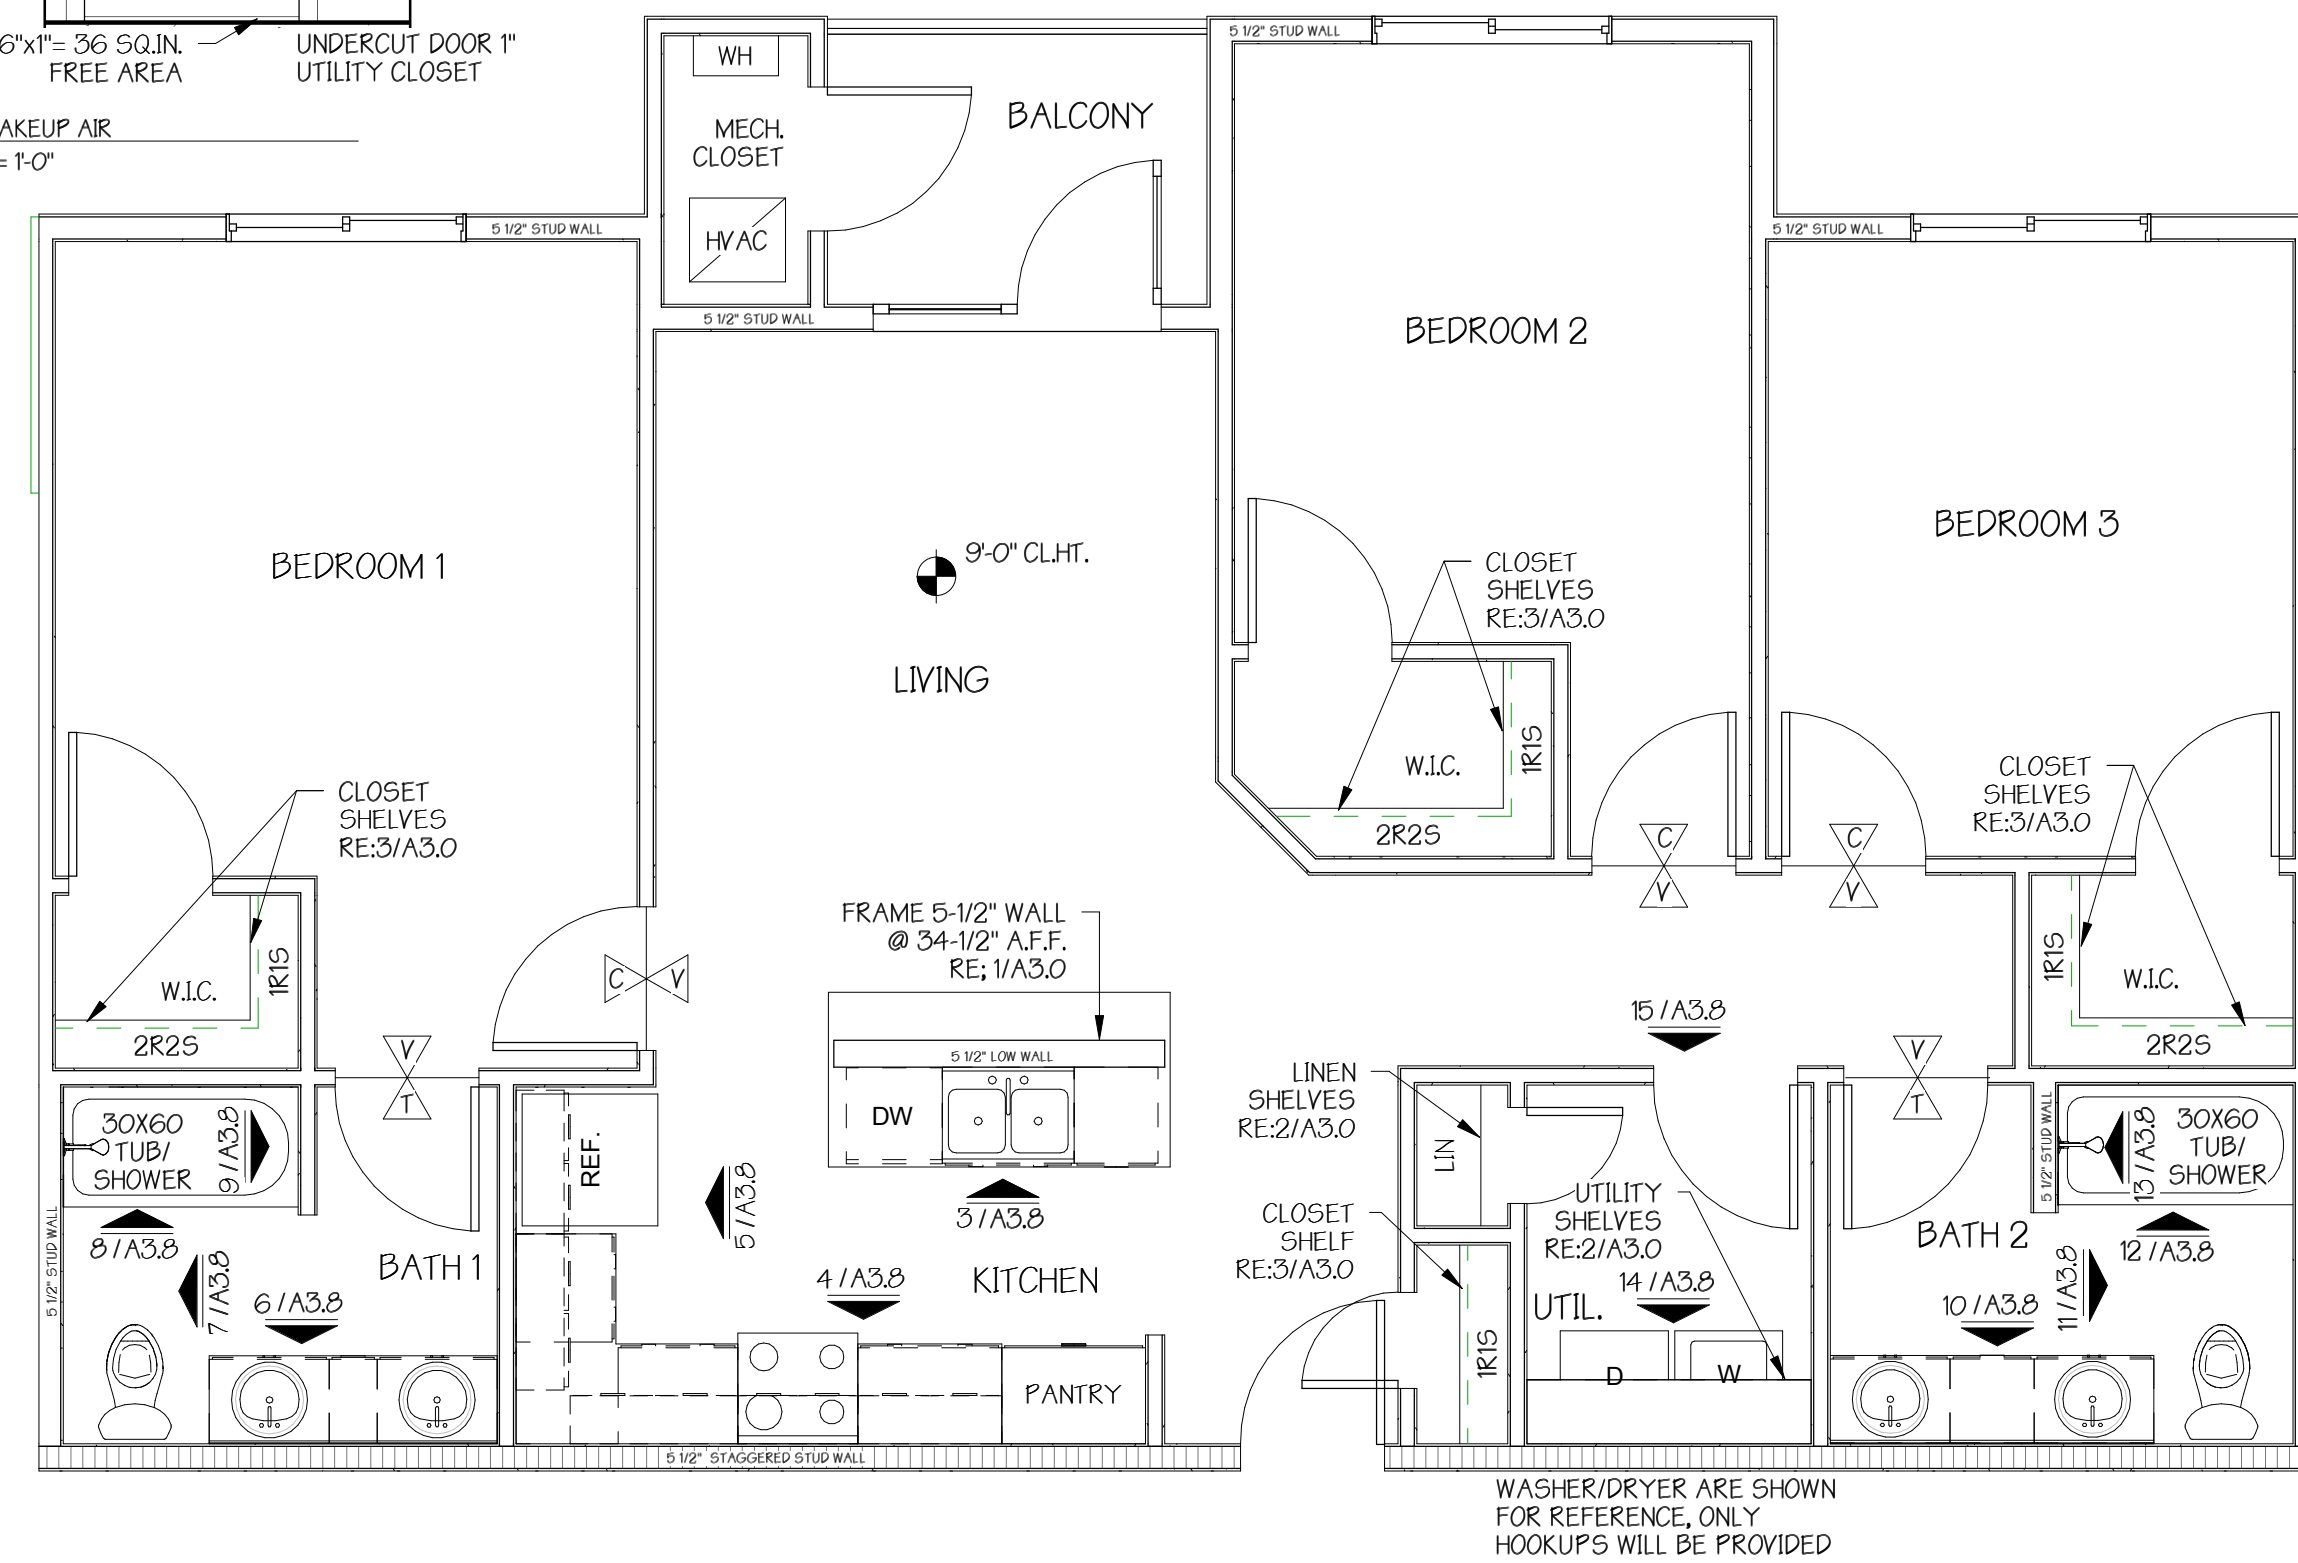 6"x1"= 36 SQ.IN.
FREE AREA
UNDERCUT DOOR 1"
UTILITY CLOSET
AKEUP AIR
= 1'-0"
WH
MECH.
CLOSET
HVAC
BALCONY
5 1/2" STUD WALL
5 1/2" STUD WALL
5 1/2" STUD WALL
5 1/2" STUD WALL
BEDROOM 1
BEDROOM 2
BEDROOM 3
9'-0" CL.HT.
LIVING
CLOSET
SHELVES
RE:3/A3.0
W.I.C.
1R1S
2R2S
CLOSET
SHELVES
RE:3/A3.0
W.I.C.
1R1S
2R2S
CLOSET
SHELVES
RE:3/A3.0
W.I.C.
1R1S
2R2S
C
V
C
V
C
V
V
T
V
T
FRAME 5-1/2" WALL
@ 34-1/2" A.F.F.
RE; 1/A3.0
5 1/2" LOW WALL
DW
REF.
5 / A3.8
3 / A3.8
4 / A3.8
KITCHEN
PANTRY
30X60
TUB/
SHOWER
9 / A3.8
8 / A3.8
7 / A3.8
6 / A3.8
BATH 1
5 1/2" STUD WALL
15 / A3.8
LINEN
SHELVES
RE:2/A3.0
LIN
CLOSET
SHELF
RE:3/A3.0
1R1S
UTILITY
SHELVES
RE:2/A3.0
14 / A3.8
UTIL.
D
W
5 1/2" STUD WALL
30X60
TUB/
SHOWER
13 / A3.8
12 / A3.8
11 / A3.8
10 / A3.8
BATH 2
5 1/2" STAGGERED STUD WALL
WASHER/DRYER ARE SHOWN
FOR REFERENCE, ONLY
HOOKUPS WILL BE PROVIDED